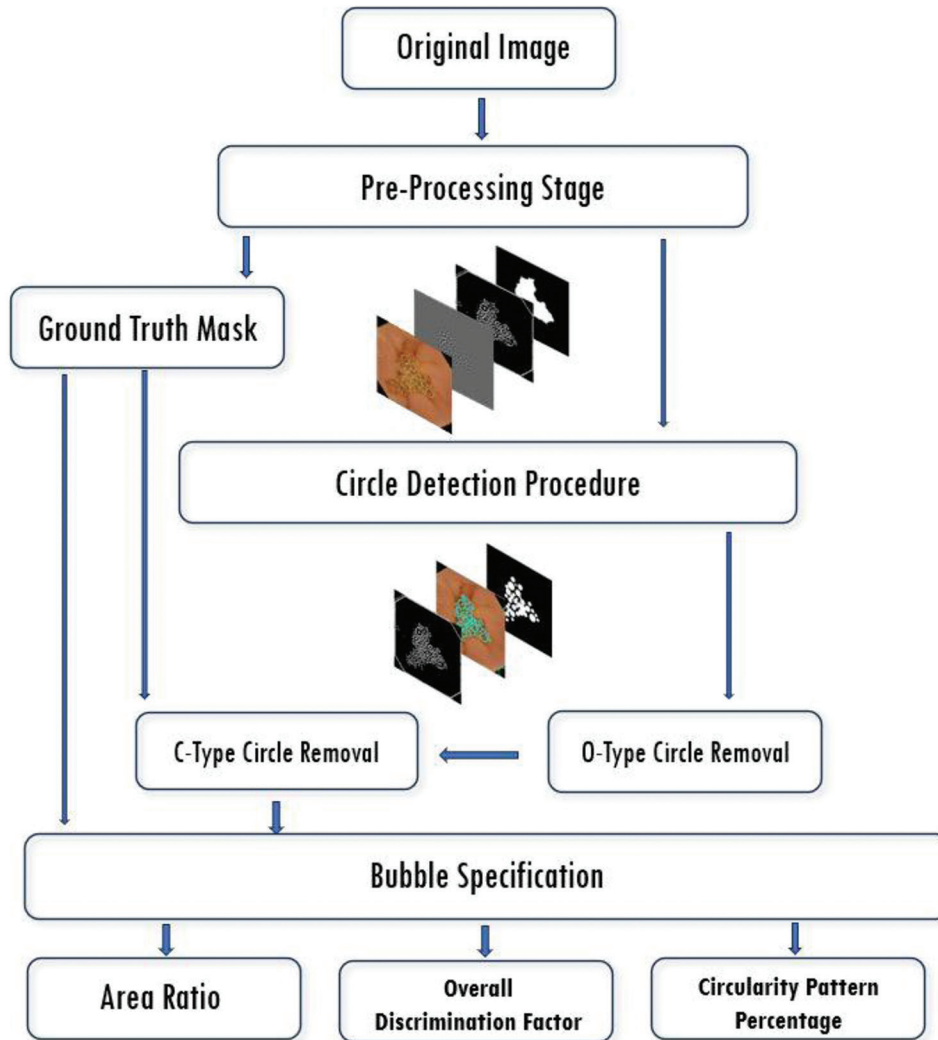 Original Image
Pre-Processing Stage
Ground Truth Mask
Circle Detection Procedure
C-Type Circle Removal
O-Type Circle Removal
Bubble Specification
Area Ratio
Overall
Discrimination Factor
Circularity Pattern
Percentage